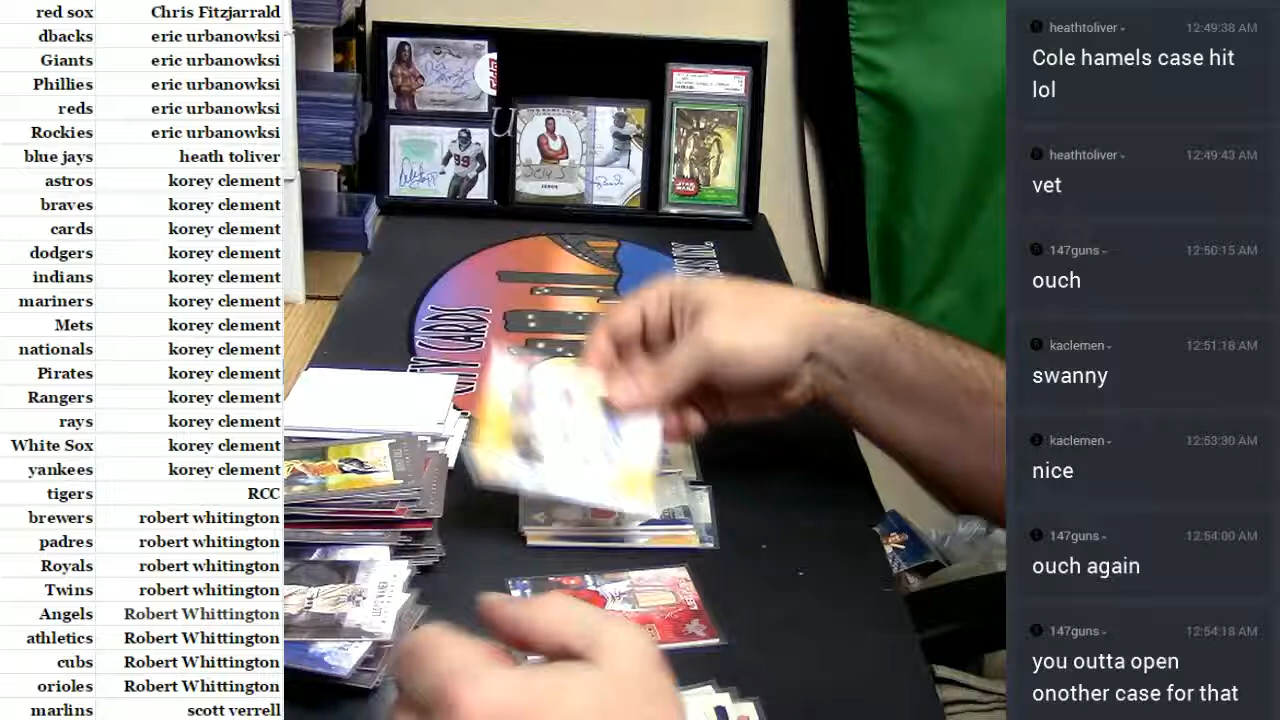 red sox Chris Fitzjarrald
dbacks eric urbanowksi
Giants eric urbanowksi
Phillies eric urbanowksi
reds eric urbanowksi
Rockies eric urbanowksi
blue jays heath toliver
astros korey clement
braves korey clement
cards korey clement
dodgers korey clement
indians korey clement
mariners korey clement
Mets korey clement
nationals korey clement
Pirates korey clement
Rangers korey clement
rays korey clement
White Sox korey clement
yankees korey clement
tigers RCC
brewers robert whitington
padres robert whitington
Royals robert whitington
Twins robert whitington
Angels Robert Whittington
athletics Robert Whittington
cubs Robert Whittington
orioles Robert Whittington
marlins scott verrell
STAR WARS
99
CITY CARDS
heathtoliver 12:49:38 AM
Cole hamels case hit
lol
heathtoliver 12:49:43 AM
vet
147guns 12:50:15 AM
ouch
kaclemen 12:51:18 AM
swanny
kaclemen 12:53:30 AM
nice
147guns 12:54:00 AM
ouch again
147guns 12:54:18 AM
you outta open
onother case for that